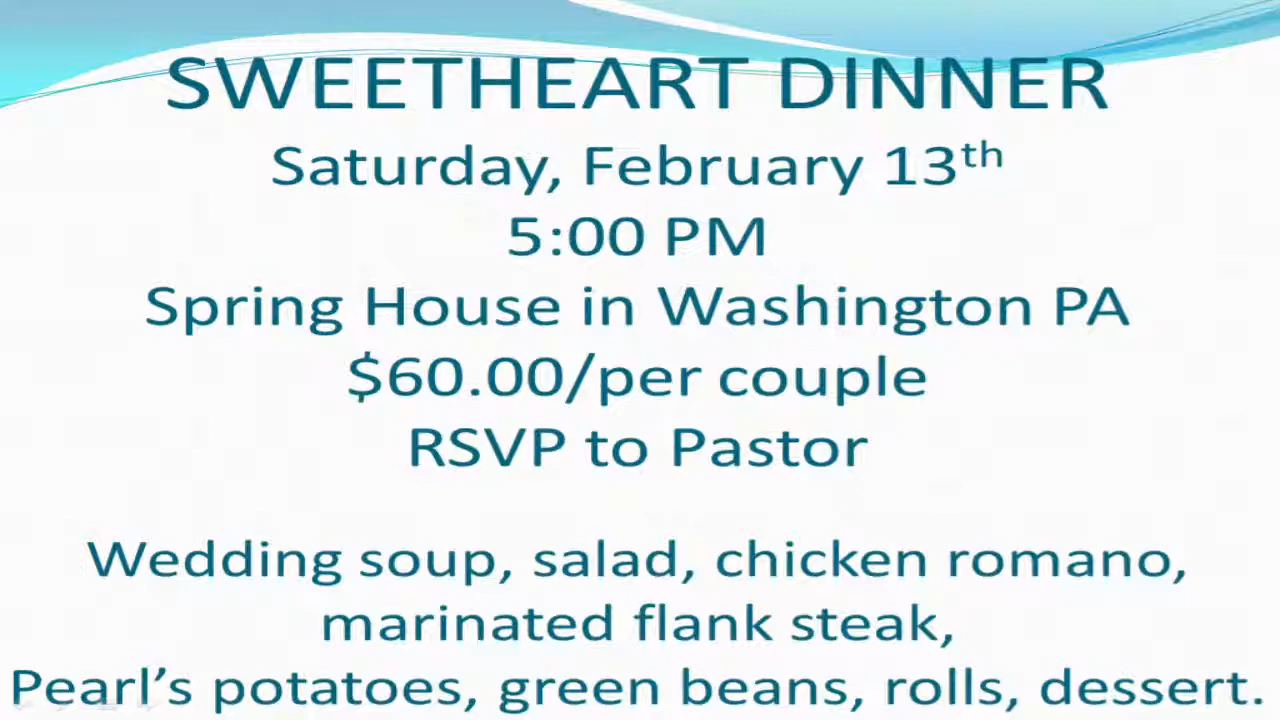 SWEETHEART DINNER
Saturday, February 13th
5:00 PM
Spring House in Washington PA
$60.00/per couple
RSVP to Pastor
Wedding soup, salad, chicken romano,
marinated flank steak,
Pearl’s potatoes, green beans, rolls, dessert.